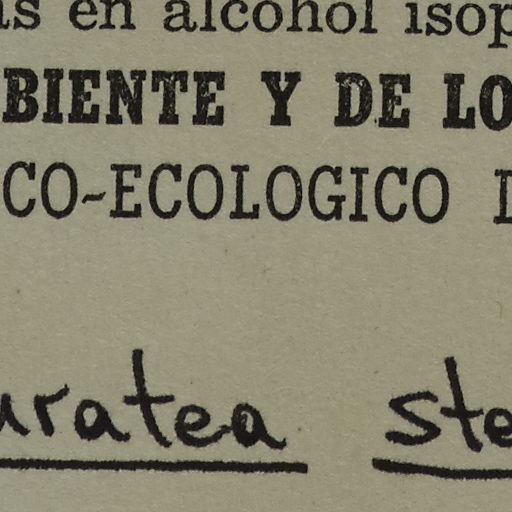 as en alcohol isop
BIENTE Y DE LO
CO-ECOLOGICO D
uratea ste